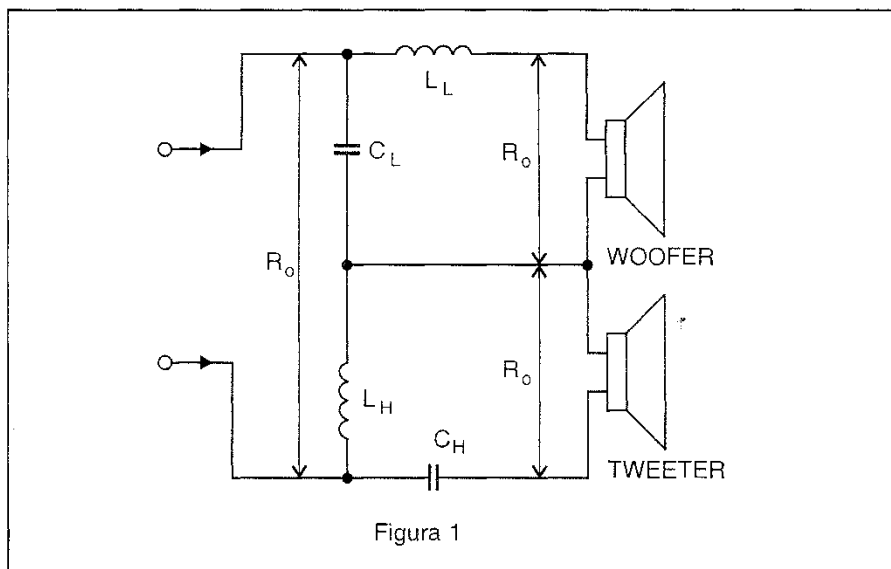 L_L
C_L
R_o
WOOFER
R_o
R_o
L_H
C_H
TWEETER
Figura 1